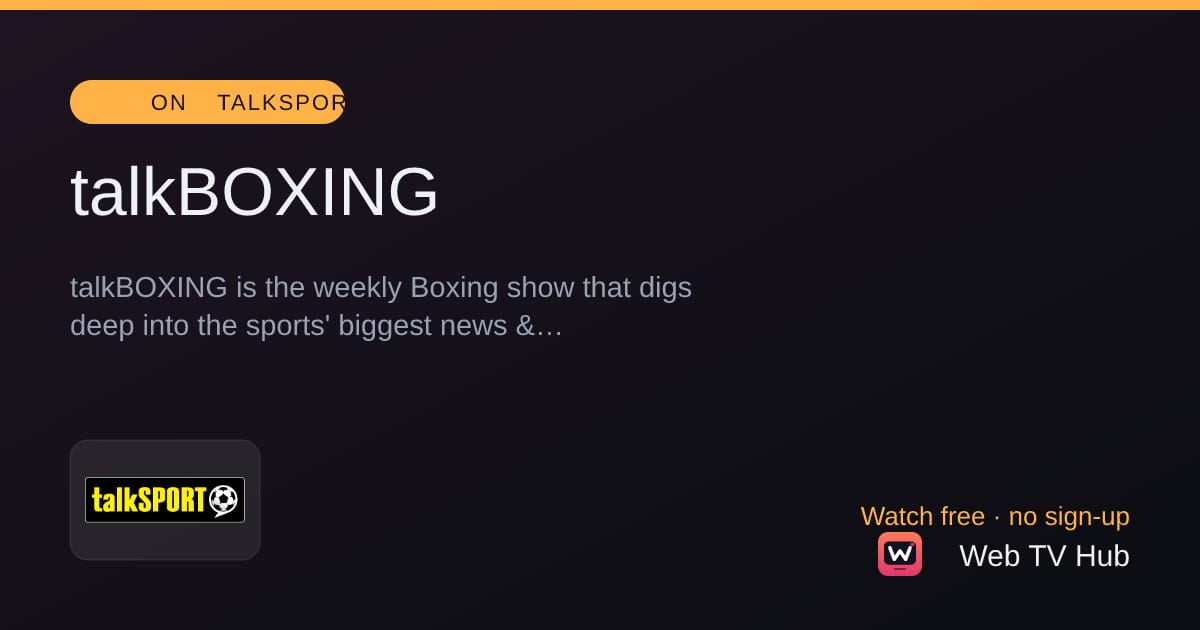 ON TALKSPOR
talkBOXING
talkBOXING is the weekly Boxing show that digs
deep into the sports' biggest news &…
talkSPORT
Watch free · no sign-up
W
Web TV Hub